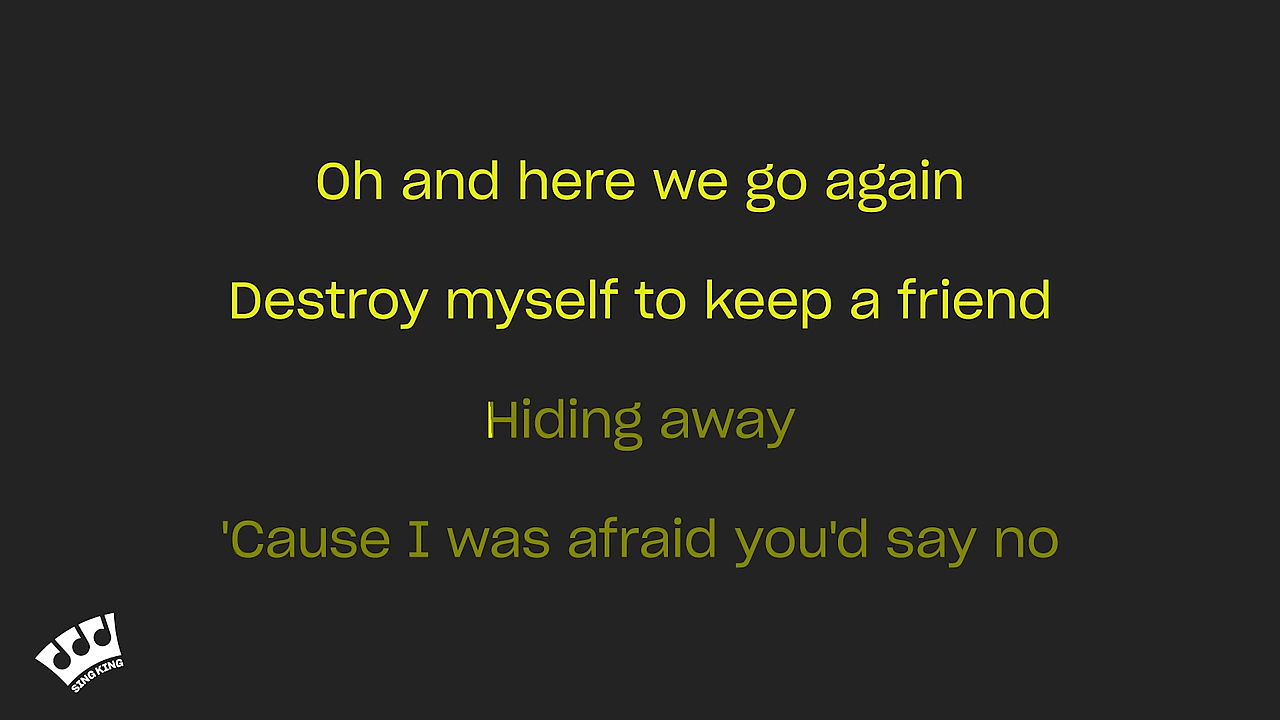 Oh and here we go again
Destroy myself to keep a friend
Hiding away
'Cause I was afraid you'd say no
SING KING